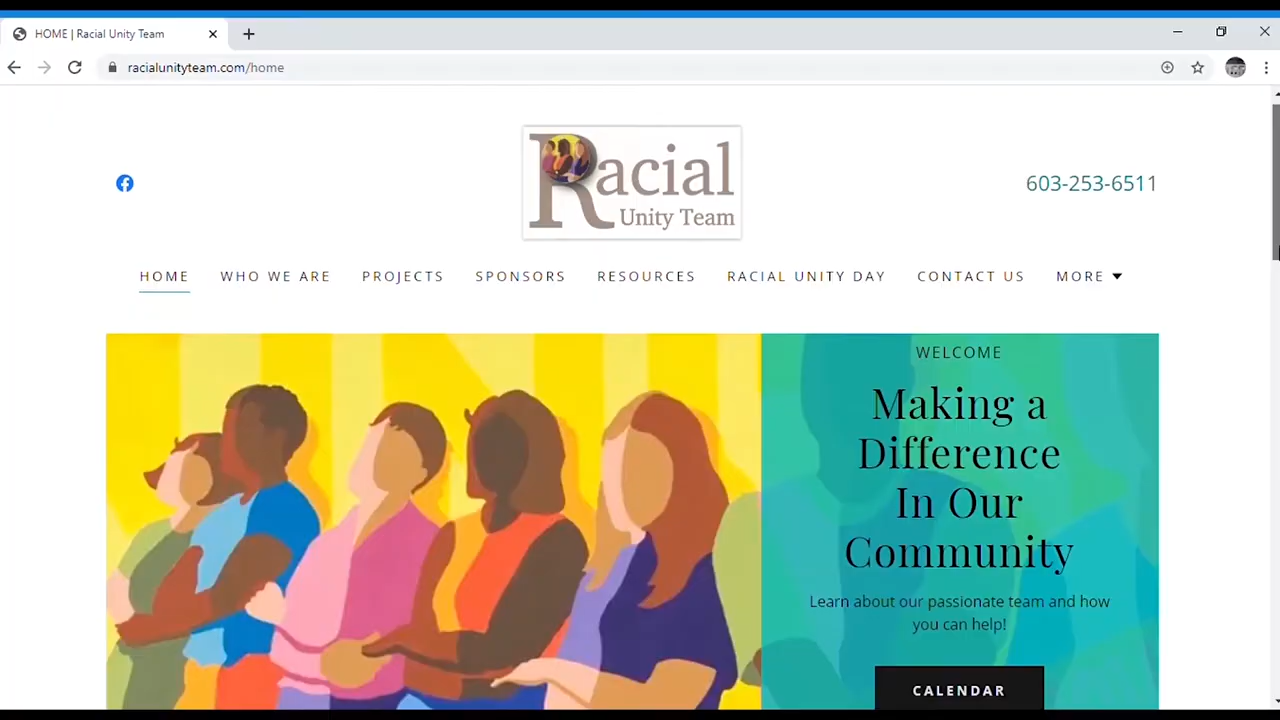 HOME | Racial Unity Team
racialunityteam.com/home
Racial
Unity Team
603-253-6511
HOME WHO WE ARE PROJECTS SPONSORS RESOURCES RACIAL UNITY DAY CONTACT US MORE
WELCOME
Making a
Difference
In Our
Community
Learn about our passionate team and how
you can help!
CALENDAR